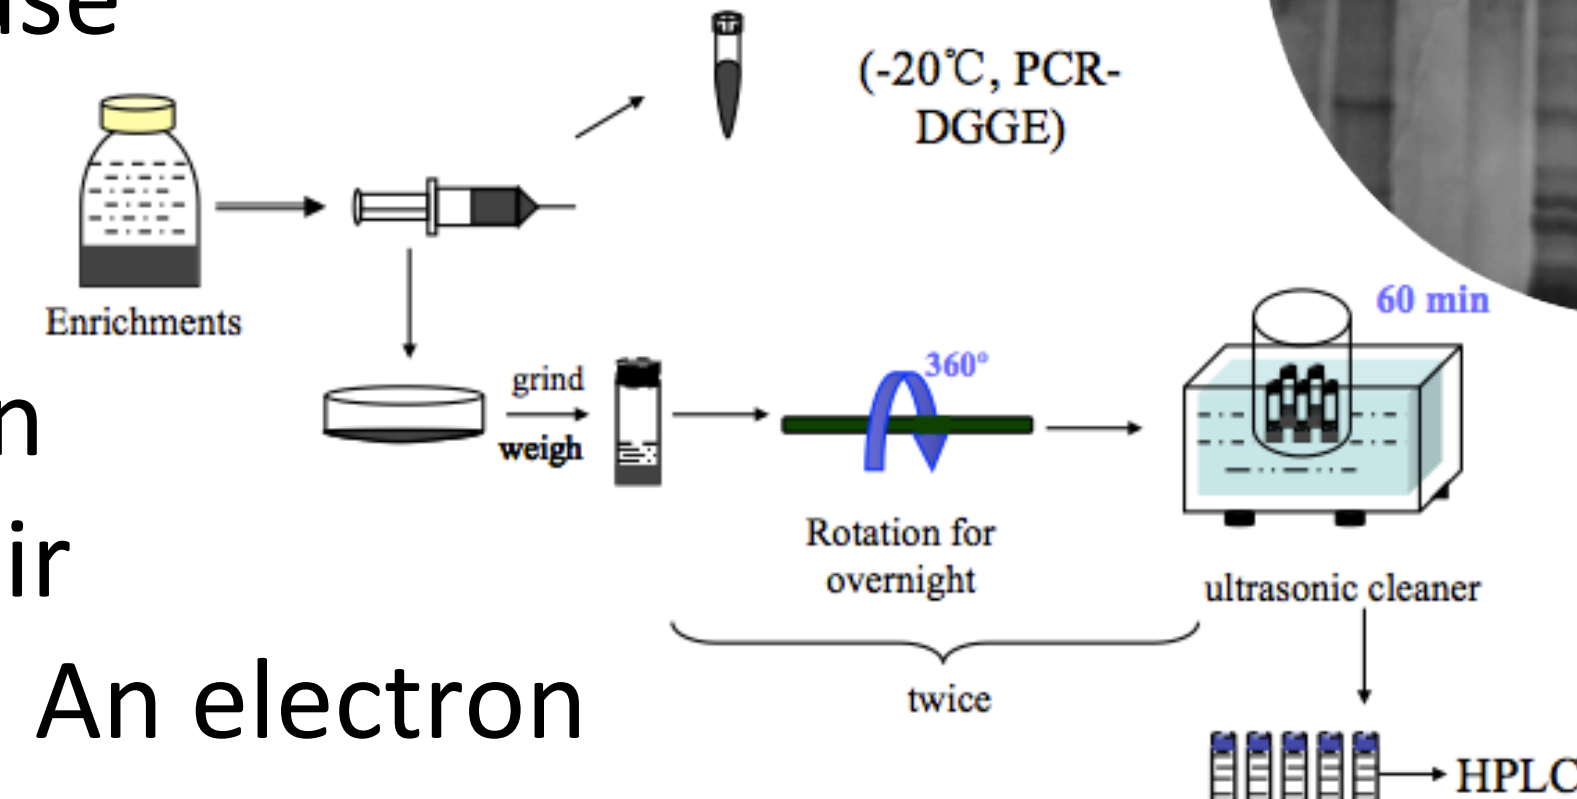 (-20℃, PCR-
DGGE)
60 min
Enrichments
360°
grind
weigh
Rotation for
overnight
ultrasonic cleaner
ir
An electron
twice
HPLC